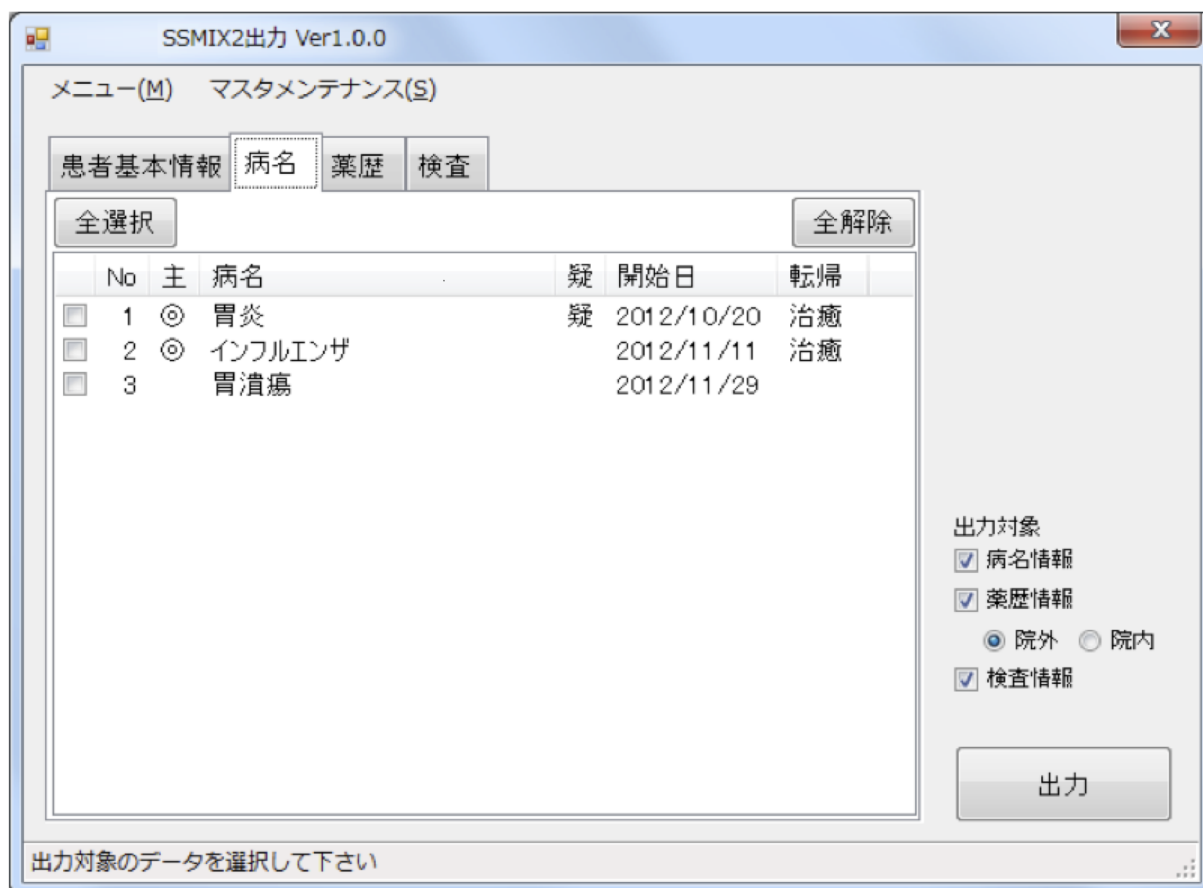 SSMIX2出力 Ver1.0.0
x
メニュー(M) マスタメンテナンス(S)
患者基本情報 病名 薬歴 検査
全選択 全解除
No 主 病名 疑 開始日 転帰
1 ◎ 胃炎 疑 2012/10/20 治癒
2 ◎ インフルエンザ 2012/11/11 治癒
3 胃潰瘍 2012/11/29
出力対象
病名情報
薬歴情報
院外 院内
検査情報
出力
出力対象のデータを選択して下さい